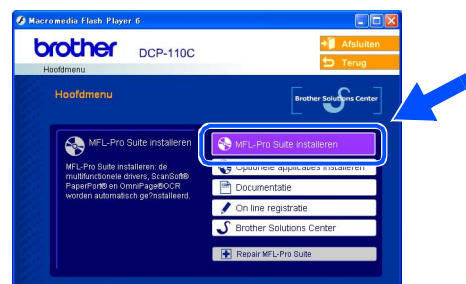 Macromedia Flash Player 6
brother DCP-110C
Afsluiten
Terug
Hoofdmenu
Hoofdmenu
Brother Solutions Center
MFL-Pro Suite installeren
MFL-Pro Suite installeren: de
multifunctionele drivers, ScanSoft®
PaperPort® en OmniPage®OCR
worden automatisch ge?nstalleerd.
MFL-Pro Suite installeren
Optionele applicaties installeren
Documentatie
On line registratie
Brother Solutions Center
Repair MFL-Pro Suite